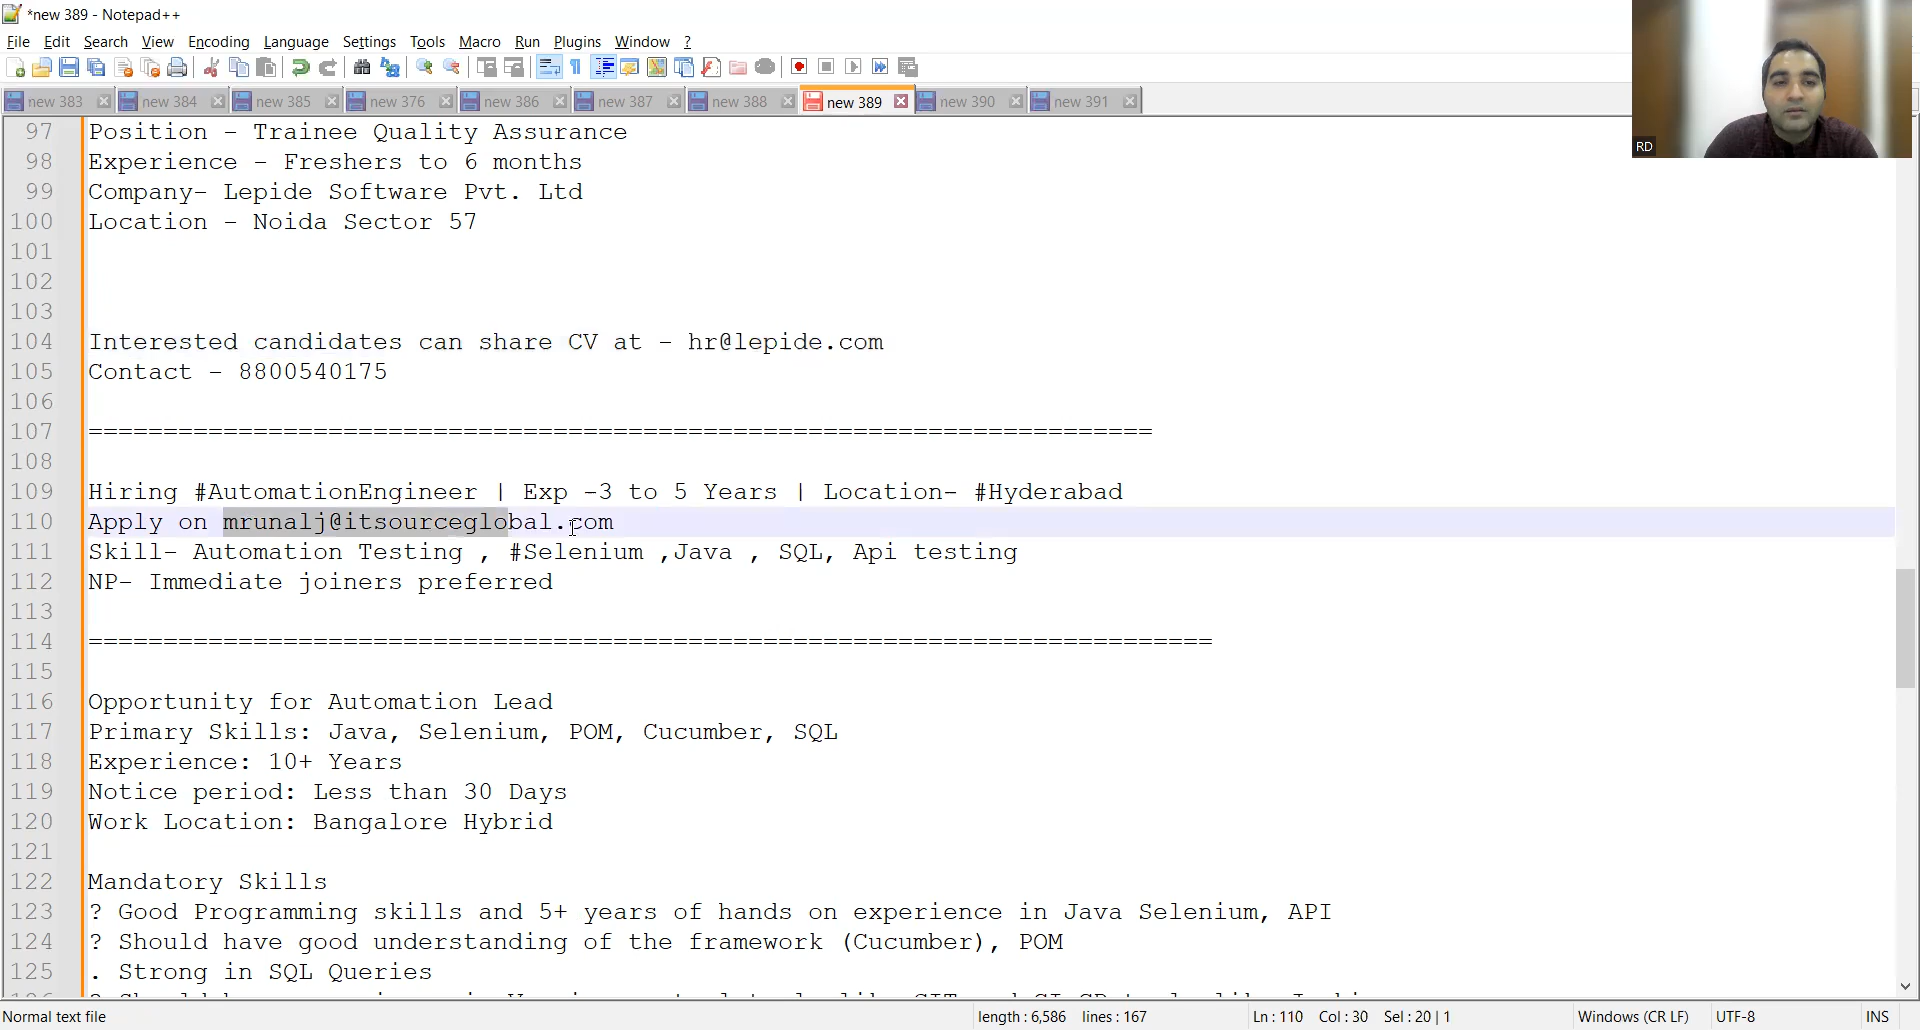 *new 389 - Notepad++
File Edit Search View Encoding Language Settings Tools Macro Run Plugins Window ?
new 383 new 384 new 385 new 376 new 386 new 387 new 388 new 389 new 390 new 391
RD
97 Position - Trainee Quality Assurance
98 Experience - Freshers to 6 months
99 Company- Lepide Software Pvt. Ltd
100 Location - Noida Sector 57
101
102
103
104 Interested candidates can share CV at - hr@lepide.com
105 Contact - 8800540175
106
107 =======================================================================
108
109 Hiring #AutomationEngineer | Exp -3 to 5 Years | Location- #Hyderabad
110 Apply on mrunalj@itsourceglobal.com
111 Skill- Automation Testing , #Selenium ,Java , SQL, Api testing
112 NP- Immediate joiners preferred
113
114 ===========================================================================
115
116 Opportunity for Automation Lead
117 Primary Skills: Java, Selenium, POM, Cucumber, SQL
118 Experience: 10+ Years
119 Notice period: Less than 30 Days
120 Work Location: Bangalore Hybrid
121
122 Mandatory Skills
123 ? Good Programming skills and 5+ years of hands on experience in Java Selenium, API
124 ? Should have good understanding of the framework (Cucumber), POM
125 . Strong in SQL Queries
Normal text file length : 6,586 lines : 167 Ln : 110 Col : 30 Sel : 20 | 1 Windows (CR LF) UTF-8 INS